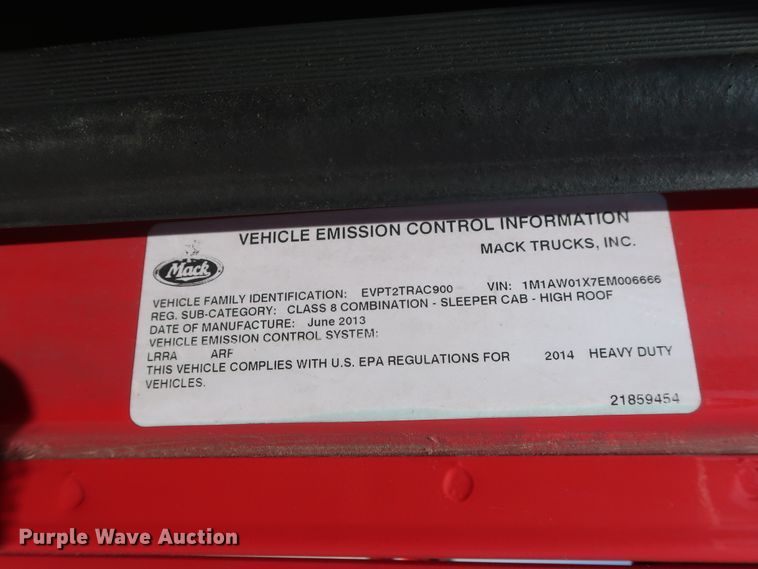 VEHICLE EMISSION CONTROL INFORMATION
MACK TRUCKS, INC.
Mack
VEHICLE FAMILY IDENTIFICATION: EVPT2TRAC900 VIN: 1M1AW01X7EM006666
REG. SUB-CATEGORY: CLASS 8 COMBINATION - SLEEPER CAB - HIGH ROOF
DATE OF MANUFACTURE: June 2013
VEHICLE EMISSION CONTROL SYSTEM:
LRRA ARF
THIS VEHICLE COMPLIES WITH U.S. EPA REGULATIONS FOR 2014 HEAVY DUTY
VEHICLES.
21859454
Purple Wave Auction